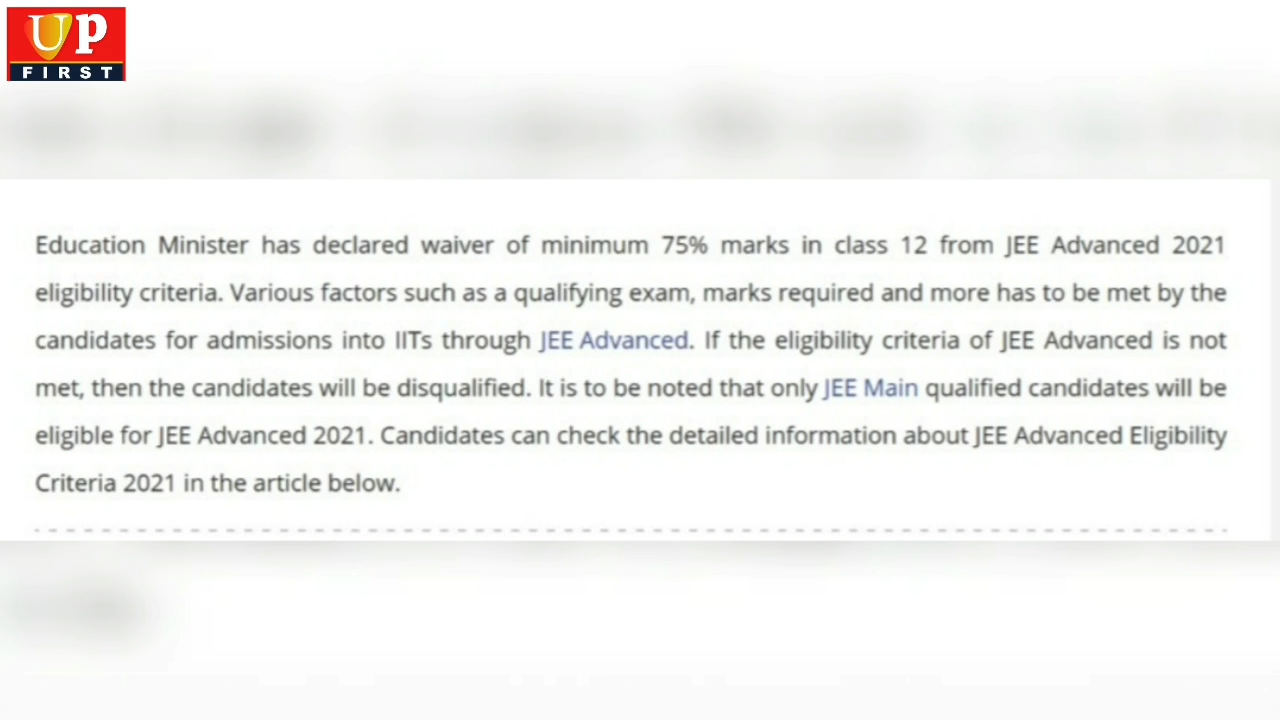 UP
FIRST
Education Minister has declared waiver of minimum 75% marks in class 12 from JEE Advanced 2021
eligibility criteria. Various factors such as a qualifying exam, marks required and more has to be met by the
candidates for admissions into IITs through JEE Advanced. If the eligibility criteria of JEE Advanced is not
met, then the candidates will be disqualified. It is to be noted that only JEE Main qualified candidates will be
eligible for JEE Advanced 2021. Candidates can check the detailed information about JEE Advanced Eligibility
Criteria 2021 in the article below.